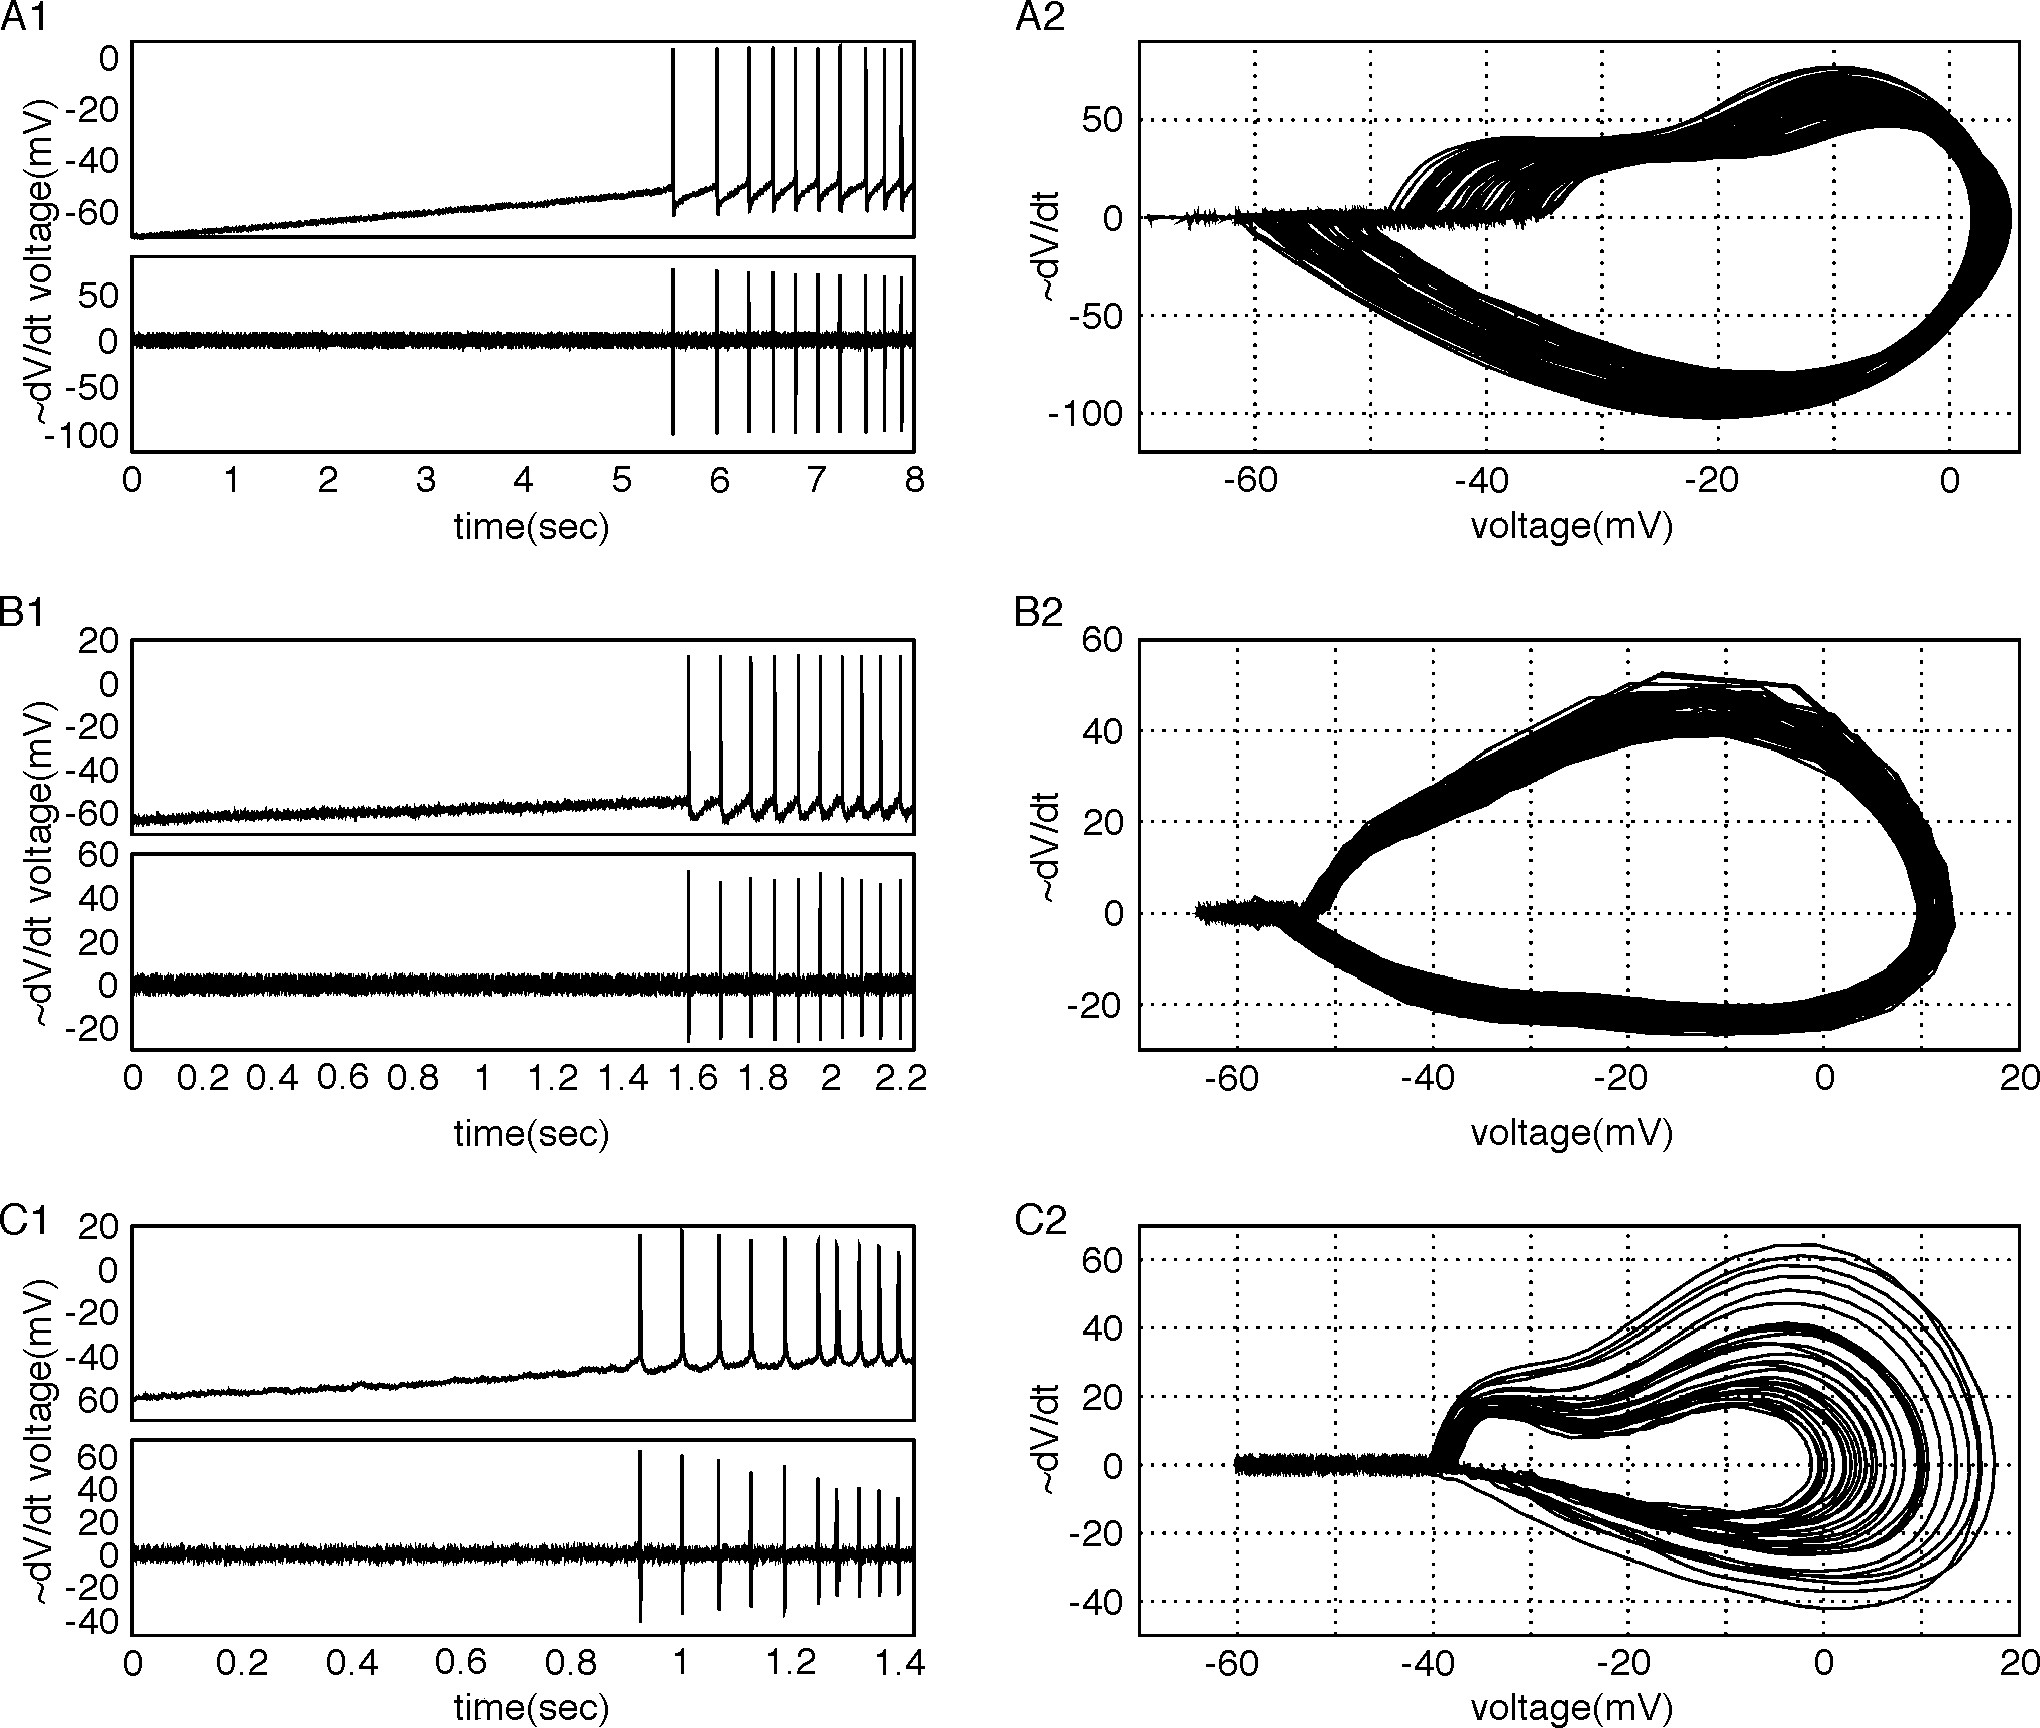 A1
0
-20
-40
-60
50
0
-50
-100
~dV/dt voltage(mV)
0 1 2 3 4 5 6 7 8
time(sec)
A2
50
0
-50
-100
~dV/dt
-60 -40 -20 0
voltage(mV)
B1
20
0
-20
-40
-60
60
40
20
0
-20
~dV/dt voltage(mV)
0 0.2 0.4 0.6 0.8 1 1.2 1.4 1.6 1.8 2 2.2
time(sec)
B2
60
40
20
0
-20
~dV/dt
-60 -40 -20 0 20
voltage(mV)
C1
20
0
-20
-40
60
60
40
20
0
-20
-40
~dV/dt voltage(mV)
0 0.2 0.4 0.6 0.8 1 1.2 1.4
time(sec)
C2
60
40
20
0
-20
-40
~dV/dt
-60 -40 -20 0 20
voltage(mV)